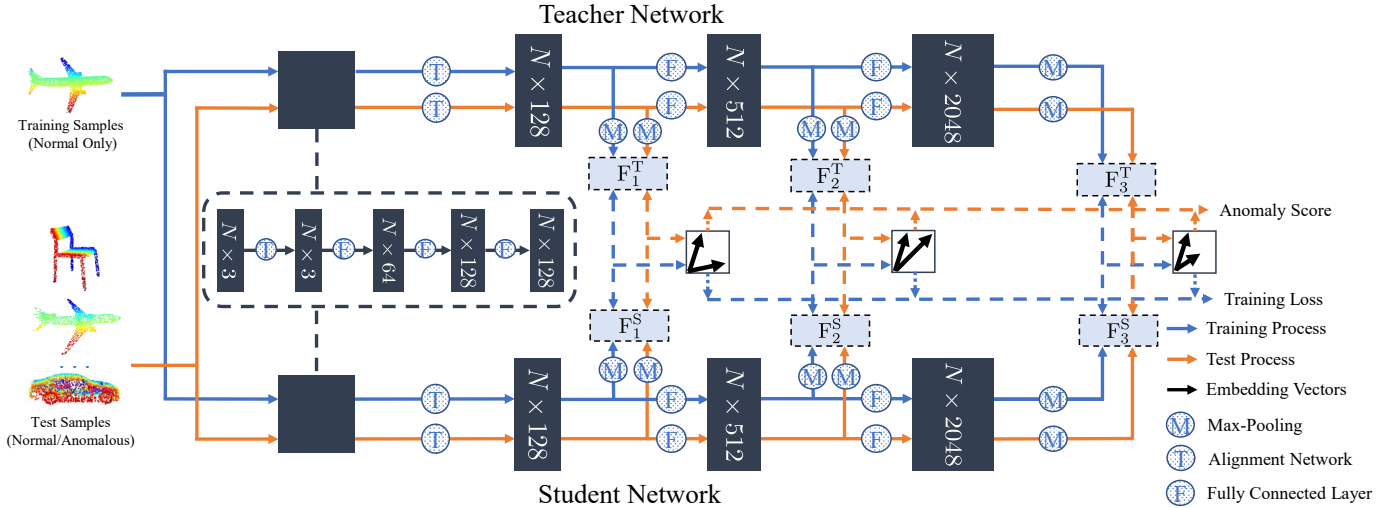 Teacher Network
Training Samples
(Normal Only)
T
T
N × 128
F
F
M
M
N × 512
F
F
M
M
N × 2048
M
M
F₁ᵀ
F₂ᵀ
F₃ᵀ
N × 3
T
N × 3
F
N × 64
F
N × 128
F
N × 128
Anomaly Score
Training Loss
F₁ˢ
F₂ˢ
F₃ˢ
Test Samples
(Normal/Anomalous)
T
T
N × 128
M
M
F
F
N × 512
M
M
F
F
N × 2048
M
M
Student Network
Training Process
Test Process
Embedding Vectors
M
Max-Pooling
T
Alignment Network
F
Fully Connected Layer